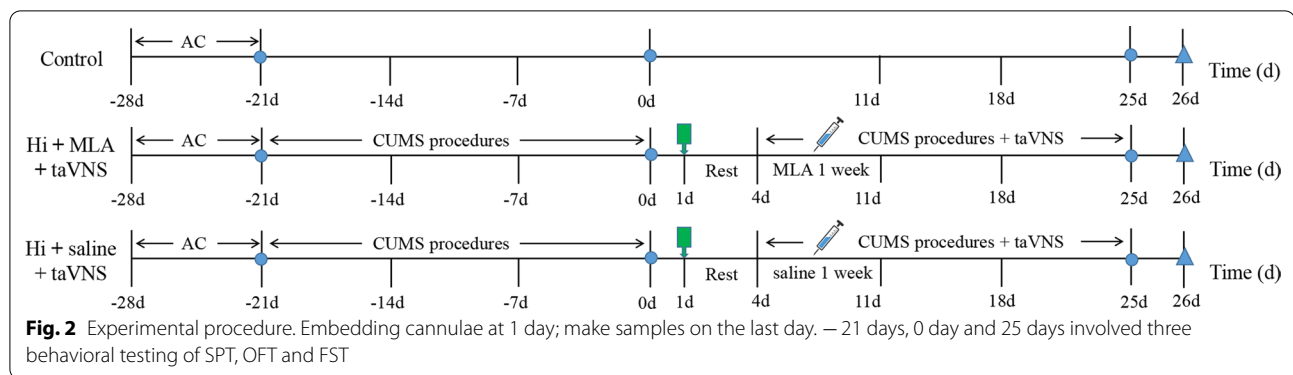 AC
Control
Time (d)
-28d -21d -14d -7d 0d 11d 18d 25d 26d
Hi + MLA
+ taVNS
AC CUMS procedures CUMS procedures + taVNS
Rest MLA 1 week
Time (d)
-28d -21d -14d -7d 0d 1d 4d 11d 18d 25d 26d
Hi + saline
+ taVNS
AC CUMS procedures CUMS procedures + taVNS
Rest saline 1 week
Time (d)
-28d -21d -14d -7d 0d 1d 4d 11d 18d 25d 26d
Fig. 2 Experimental procedure. Embedding cannulae at 1 day; make samples on the last day. − 21 days, 0 day and 25 days involved three
behavioral testing of SPT, OFT and FST